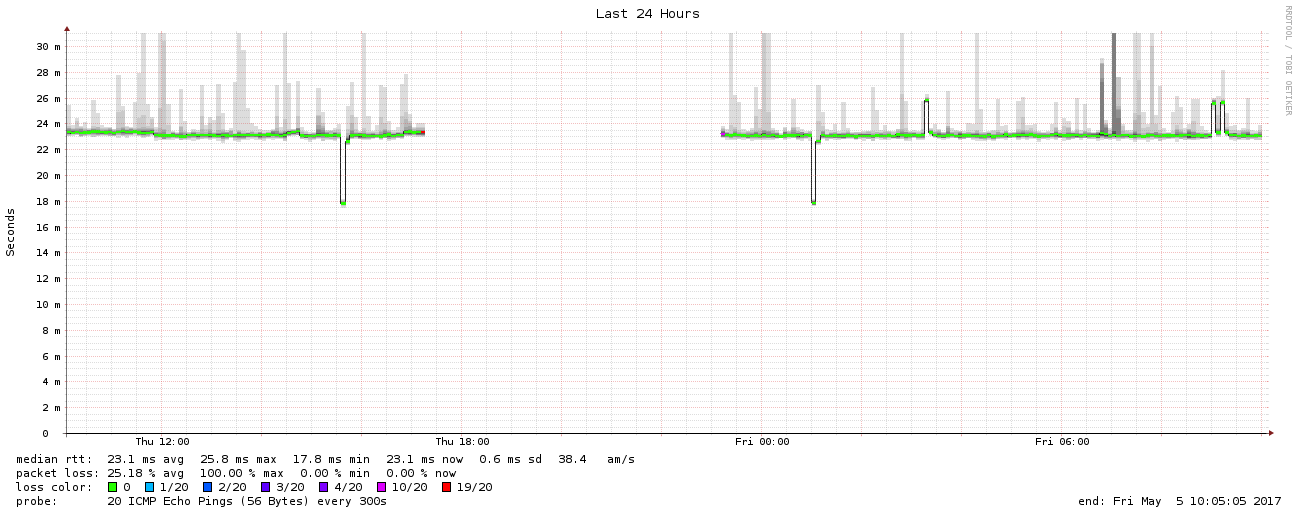 Last 24 Hours
RRDTOOL / TOBI OETIKER
Seconds
30 m
28 m
26 m
24 m
22 m
20 m
18 m
16 m
14 m
12 m
10 m
8 m
6 m
4 m
2 m
0
Thu 12:00 Thu 18:00 Fri 00:00 Fri 06:00
median rtt: 23.1 ms avg 25.8 ms max 17.8 ms min 23.1 ms now 0.6 ms sd 38.4 am/s
packet loss: 25.18 % avg 100.00 % max 0.00 % min 0.00 % now
loss color: 0 1/20 2/20 3/20 4/20 10/20 19/20
probe: 20 ICMP Echo Pings (56 Bytes) every 300s end: Fri May 5 10:05:05 2017